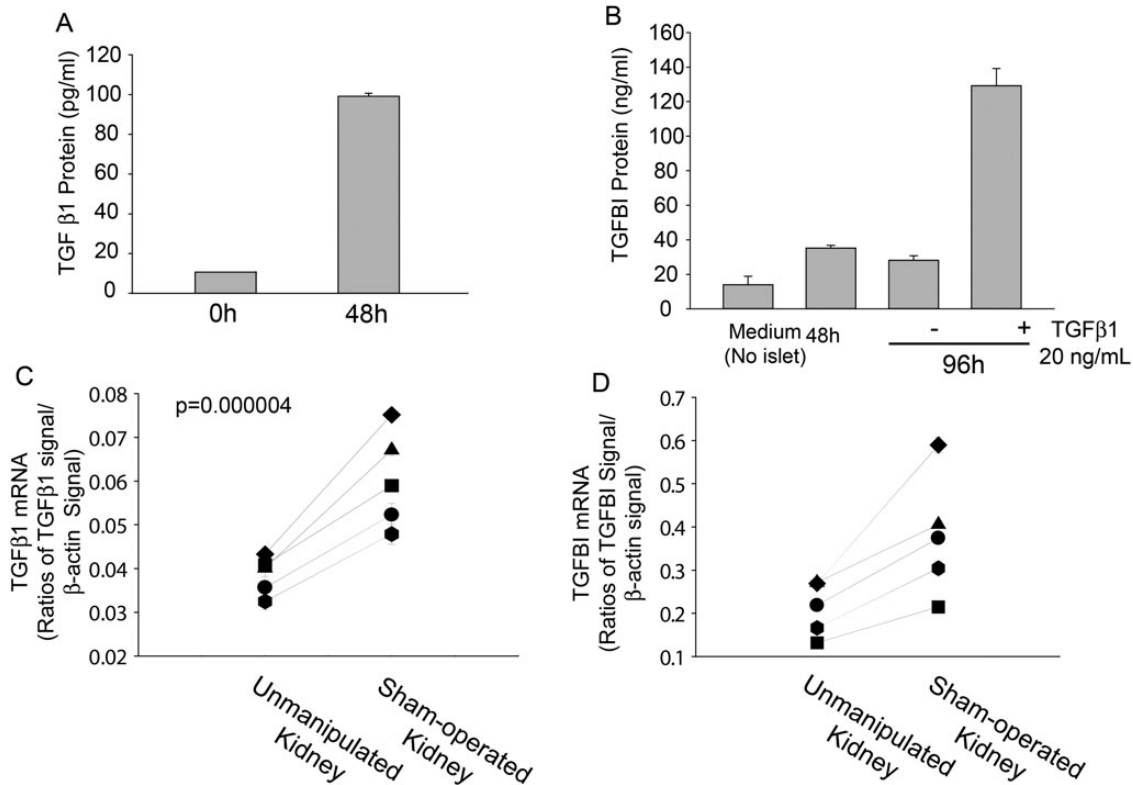 A
TGF β1 Protein (pg/ml)
120
100
80
60
40
20
0
0h
48h
B
TGFBI Protein (ng/ml)
160
140
120
100
80
60
40
20
0
Medium
(No islet)
48h
-
+
TGFβ1
20 ng/mL
96h
C
p=0.000004
TGFβ1 mRNA
(Ratios of TGFβ1 signal/
β-actin Signal)
0.08
0.07
0.06
0.05
0.04
0.03
0.02
Unmanipulated
Kidney
Sham-operated
Kidney
D
TGFBI mRNA
(Ratios of TGFBI Signal/
β-actin signal)
0.7
0.6
0.5
0.4
0.3
0.2
0.1
Unmanipulated
Kidney
Sham-operated
Kidney